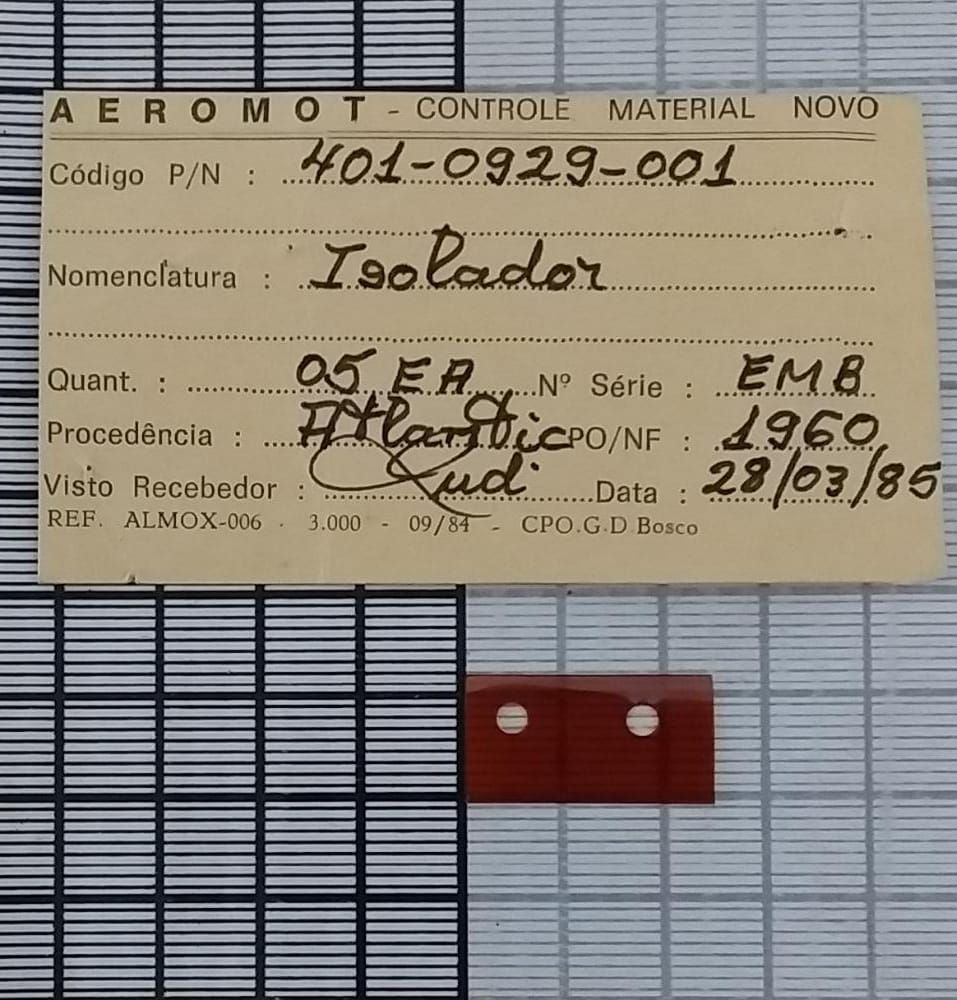 AEROMOT - CONTROLE MATERIAL NOVO
Código P/N : 401-0929-001
Nomenclatura : Isolador
Quant. : 05 EA Nº Série : EMB
Procedência : Atlantic PO/NF : 1960
Visto Recebedor : Data : 28/03/85
REF. ALMOX-006 - 3.000 - 09/84 - CPO.G.D Bosco